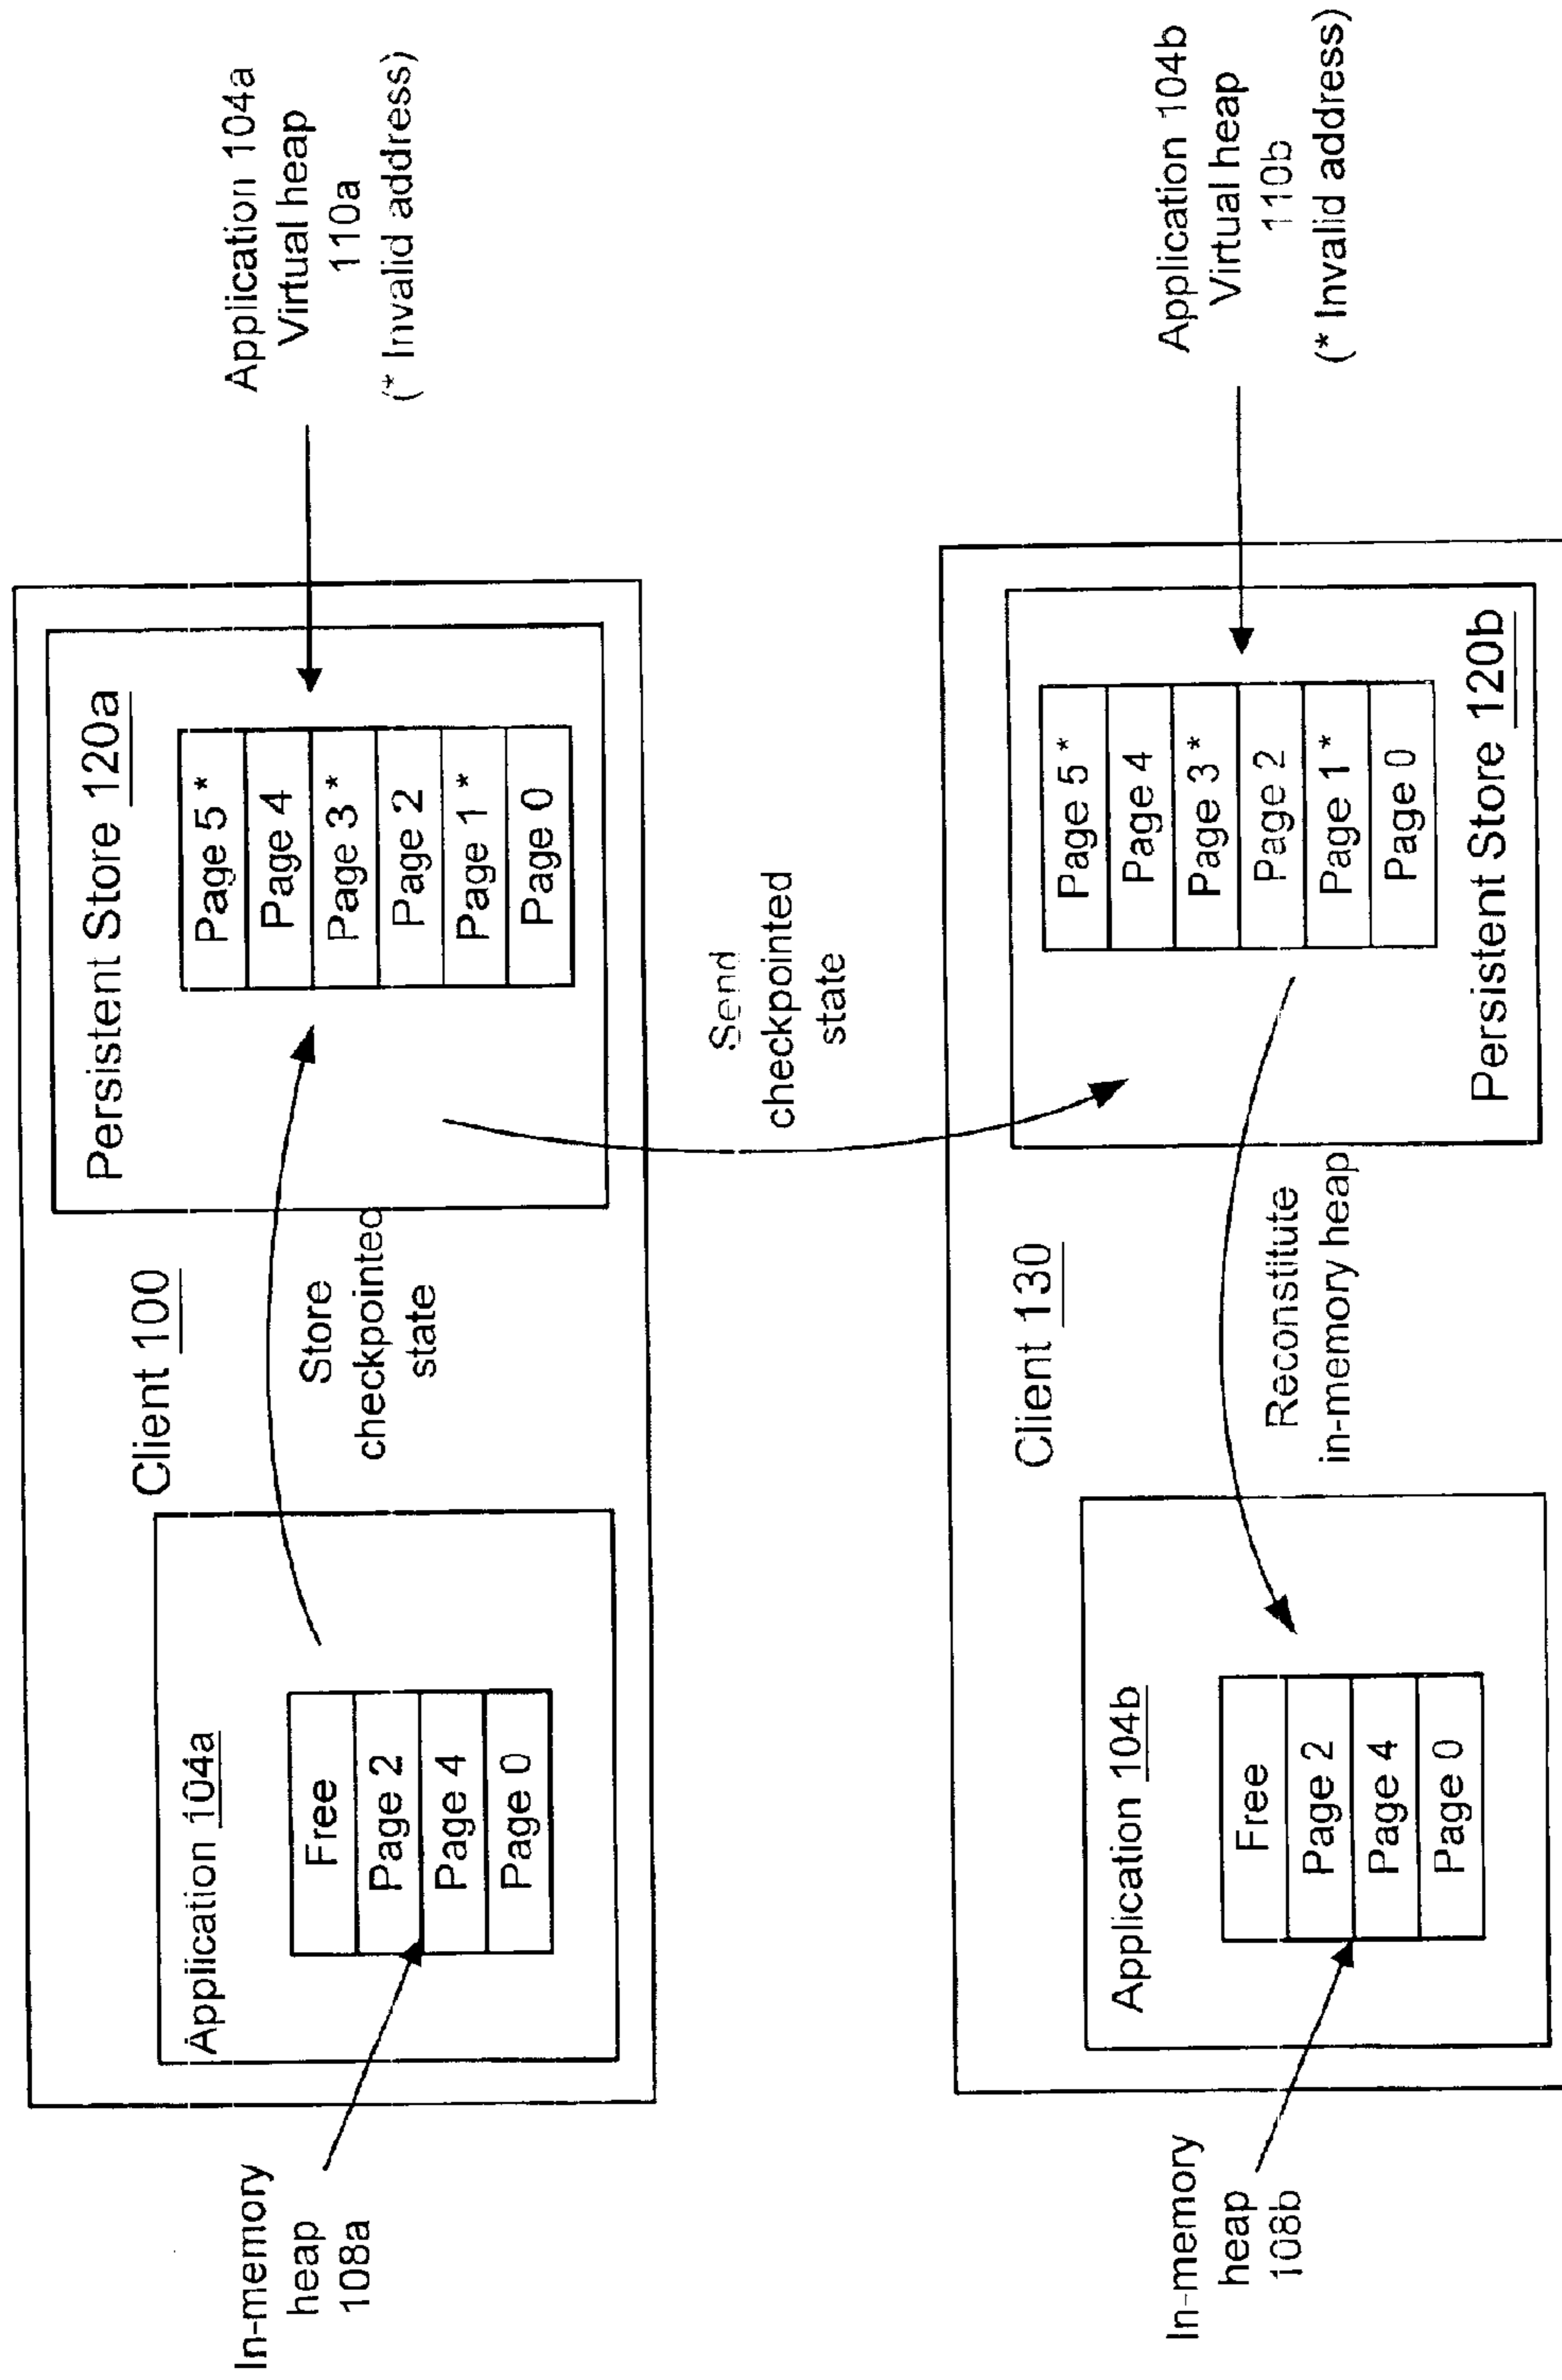 Client 100
Application 104a
Free
Page 2
Page 4
Page 0
In-memory
heap
108a
Store
checkpointed
state
Persistent Store 120a
Page 5 *
Page 4
Page 3 *
Page 2
Page 1 *
Page 0
Application 104a
Virtual heap
110a
(* Invalid address)
Send
checkpointed
state
Client 130
Application 104b
Free
Page 2
Page 4
Page 0
In-memory
heap
108b
Reconstitute
in-memory heap
Page 5 *
Page 4
Page 3 *
Page 2
Page 1 *
Page 0
Persistent Store 120b
Application 104b
Virtual heap
110b
(* Invalid address)